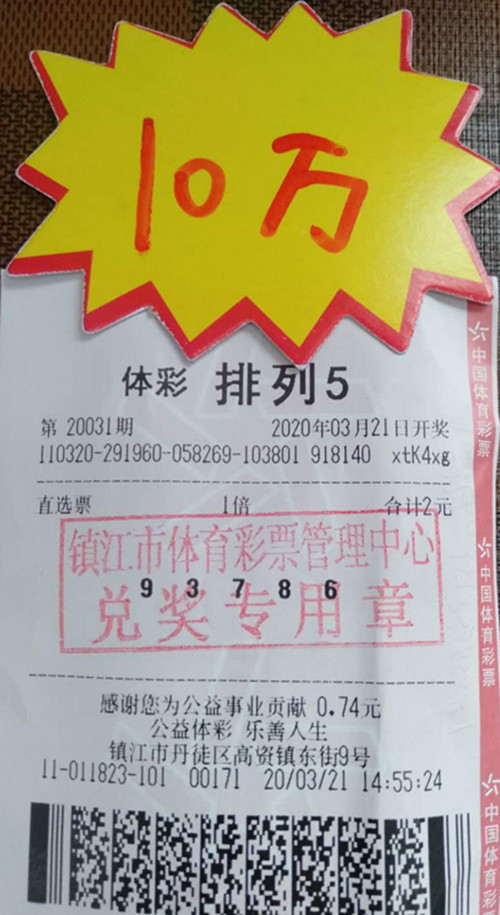 10万
体彩 排列5
第 20031期 2020年03月21日开奖
110320-291960-058269-103801 918140 xtK4xg
直选票 1倍 合计2元
镇江市体育彩票管理中心
9 3 7 8 6
兑奖专用章
感谢您为公益事业贡献 0.74元
公益体彩 乐善人生
镇江市丹徒区高资镇东街9号
11-011823-101 00171 20/03/21 14:55:24
中国体育彩票
中国体育彩票
中国体育彩